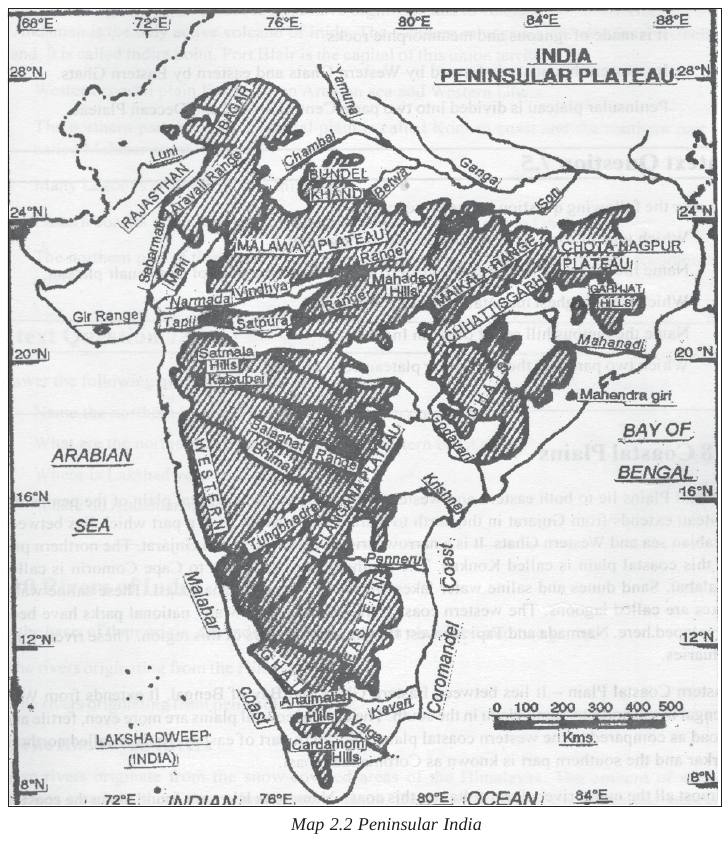 68°E 72°E 76°E 80°E 84°E 88°E
INDIA
PENINSULAR PLATEAU
28°N 28°N
BAGAR
Chambal
Luni
BUNDEL
KHAND
Betwa
Ganga
RAJASTHAN
Aravali Range
Son
24°N 24°N
Sabarmati
Mahi
MALAWA PLATEAU
CHOTA NAGPUR
PLATEAU
Range
Vindhya
Mahadeo
Hills
MAIKALA RANGE
GARHJAT
HILLS
Narmada
Range
CHHATTISGARH
Gir Range
Tapti
Satpura
Mahanadi
20°N 20°N
Satmala
Hills
Kalsubai
GHATS
Mahendra giri
Godavari
ARABIAN
SEA
BAY OF
BENGAL
Balaghat
Range
Bhima
WESTERN
TELANGANA PLATEAU
Krishna
16°N 16°N
Tungbhadra
Penneru
Malabar
coast
EASTERN
Coromandel
Coast
12°N 12°N
GHAT
Anaimalai
Hills
Kaveri
Cardamom
Hills
LAKSHADWEEP
(INDIA)
0 100 200 300 400 500
Kms.
8°N 8°N
72°E INDIAN 76°E 80°E OCEAN 84°E
Map 2.2 Peninsular India